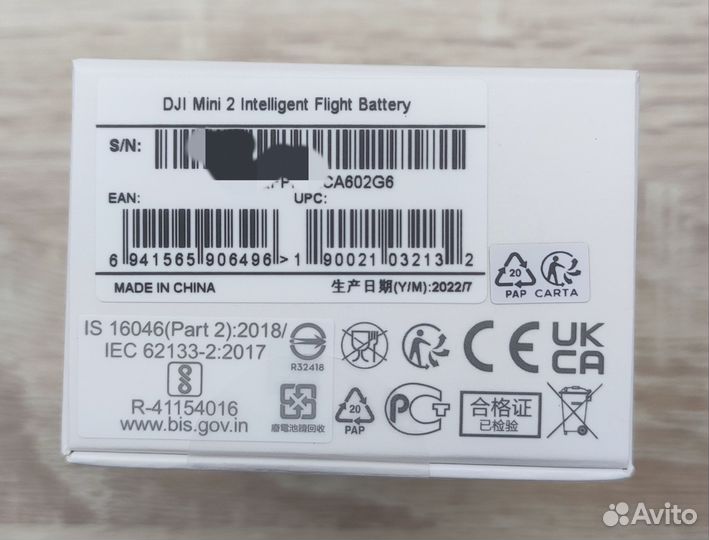 DJI Mini 2 Intelligent Flight Battery
S/N:
CA602G6
EAN: UPC:
6 941565 906496 > 1 90021 03213 2
MADE IN CHINA 生产日期(Y/M):2022/7
20
PAP CARTA
IS 16046(Part 2):2018/
IEC 62133-2:2017
R-41154016
www.bis.gov.in
R32418
廢電池請回收
20
PAP
CE
UK
CA
合格证
已检验
Avito